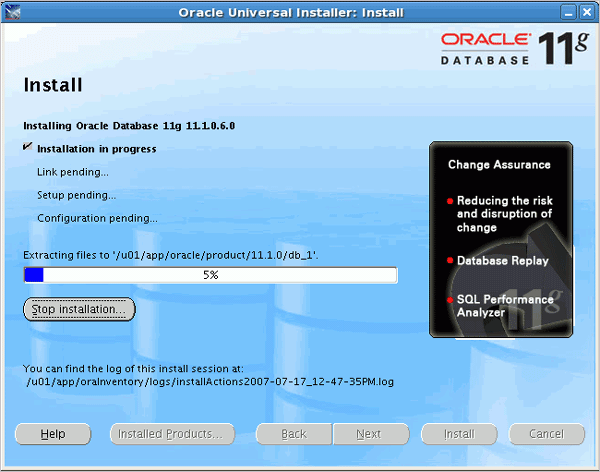 Oracle Universal Installer: Install
ORACLE®
DATABASE 11g
Install
Installing Oracle Database 11g 11.1.0.6.0
Installation in progress
Link pending...
Setup pending...
Configuration pending...
Extracting files to '/u01/app/oracle/product/11.1.0/db_1'.
5%
Stop installation...
Change Assurance
Reducing the risk
and disruption of
change
Database Replay
SQL Performance
Analyzer
11g
You can find the log of this install session at:
/u01/app/oraInventory/logs/installActions2007-07-17_12-47-35PM.log
Help Installed Products... Back Next Install Cancel